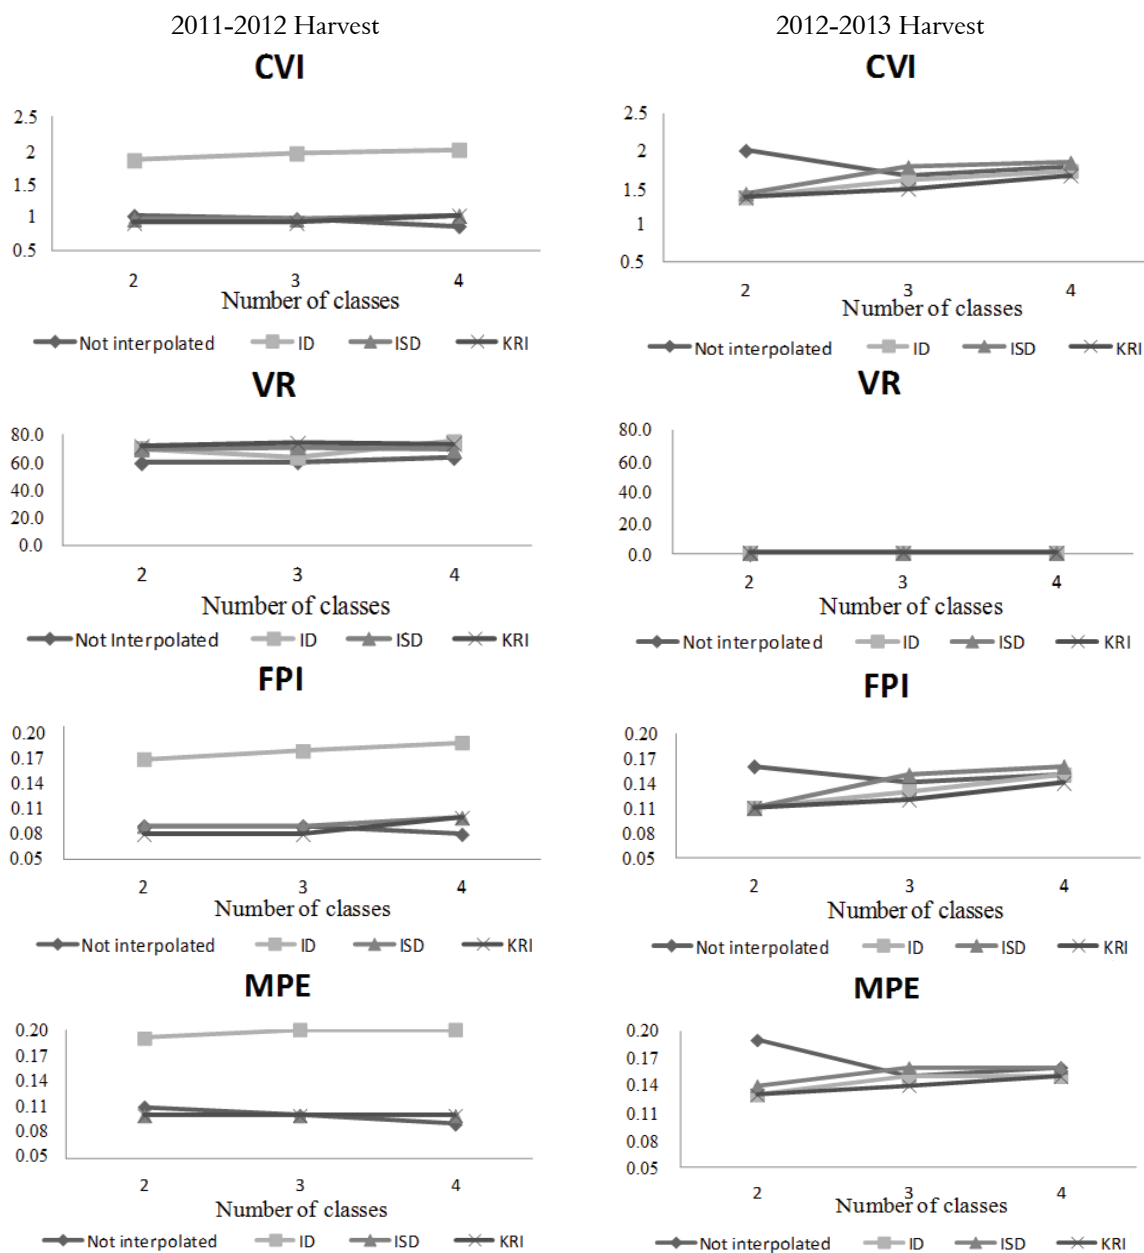 2011-2012 Harvest
CVI
2.5
2
1.5
1
0.5
2 3 4
Number of classes
Not interpolated ID ISD KRI
VR
80.0
60.0
40.0
20.0
0.0
2 3 4
Number of classes
Not Interpolated ID ISD KRI
FPI
0.20
0.17
0.14
0.11
0.08
0.05
2 3 4
Number of classes
Not interpolated ID ISD KRI
MPE
0.20
0.17
0.14
0.11
0.08
0.05
2 3 4
Number of classes
Not interpolated ID ISD KRI
2012-2013 Harvest
CVI
2.5
2
1.5
1
0.5
2 3 4
Number of classes
Not interpolated ID ISD KRI
VR
80.0
60.0
40.0
20.0
0.0
2 3 4
Number of classes
Not interpolated ID ISD KRI
FPI
0.20
0.17
0.14
0.11
0.08
0.05
2 3 4
Number of classes
Not interpolated ID ISD KRI
MPE
0.20
0.17
0.14
0.11
0.08
0.05
2 3 4
Number of classes
Not interpolated ID ISD KRI